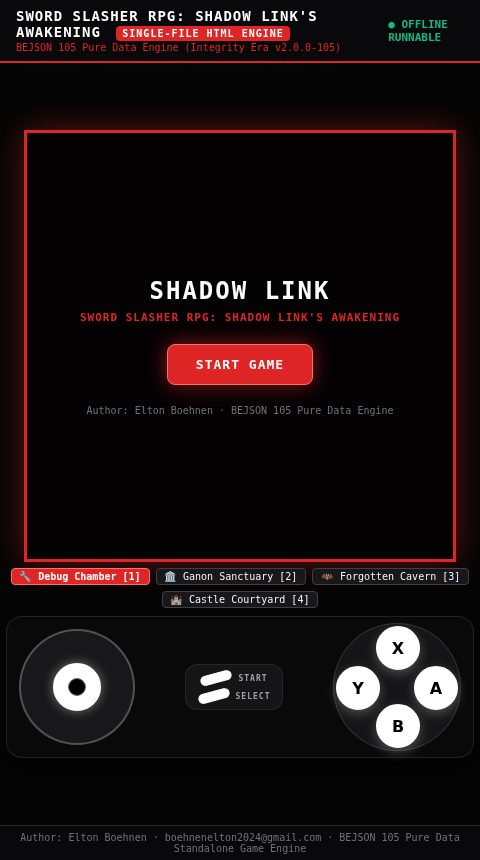 SWORD SLASHER RPG: SHADOW LINK'S
AWAKENING SINGLE-FILE HTML ENGINE
BEJSON 105 Pure Data Engine (Integrity Era v2.0.0-105)
● OFFLINE
RUNNABLE
SHADOW LINK
SWORD SLASHER RPG: SHADOW LINK'S AWAKENING
START GAME
Author: Elton Boehnen · BEJSON 105 Pure Data Engine
🔧 Debug Chamber [1]
🏛️ Ganon Sanctuary [2]
🦇 Forgotten Cavern [3]
🏰 Castle Courtyard [4]
START
SELECT
X
Y
A
B
Author: Elton Boehnen · boehnenelton2024@gmail.com · BEJSON 105 Pure Data
Standalone Game Engine